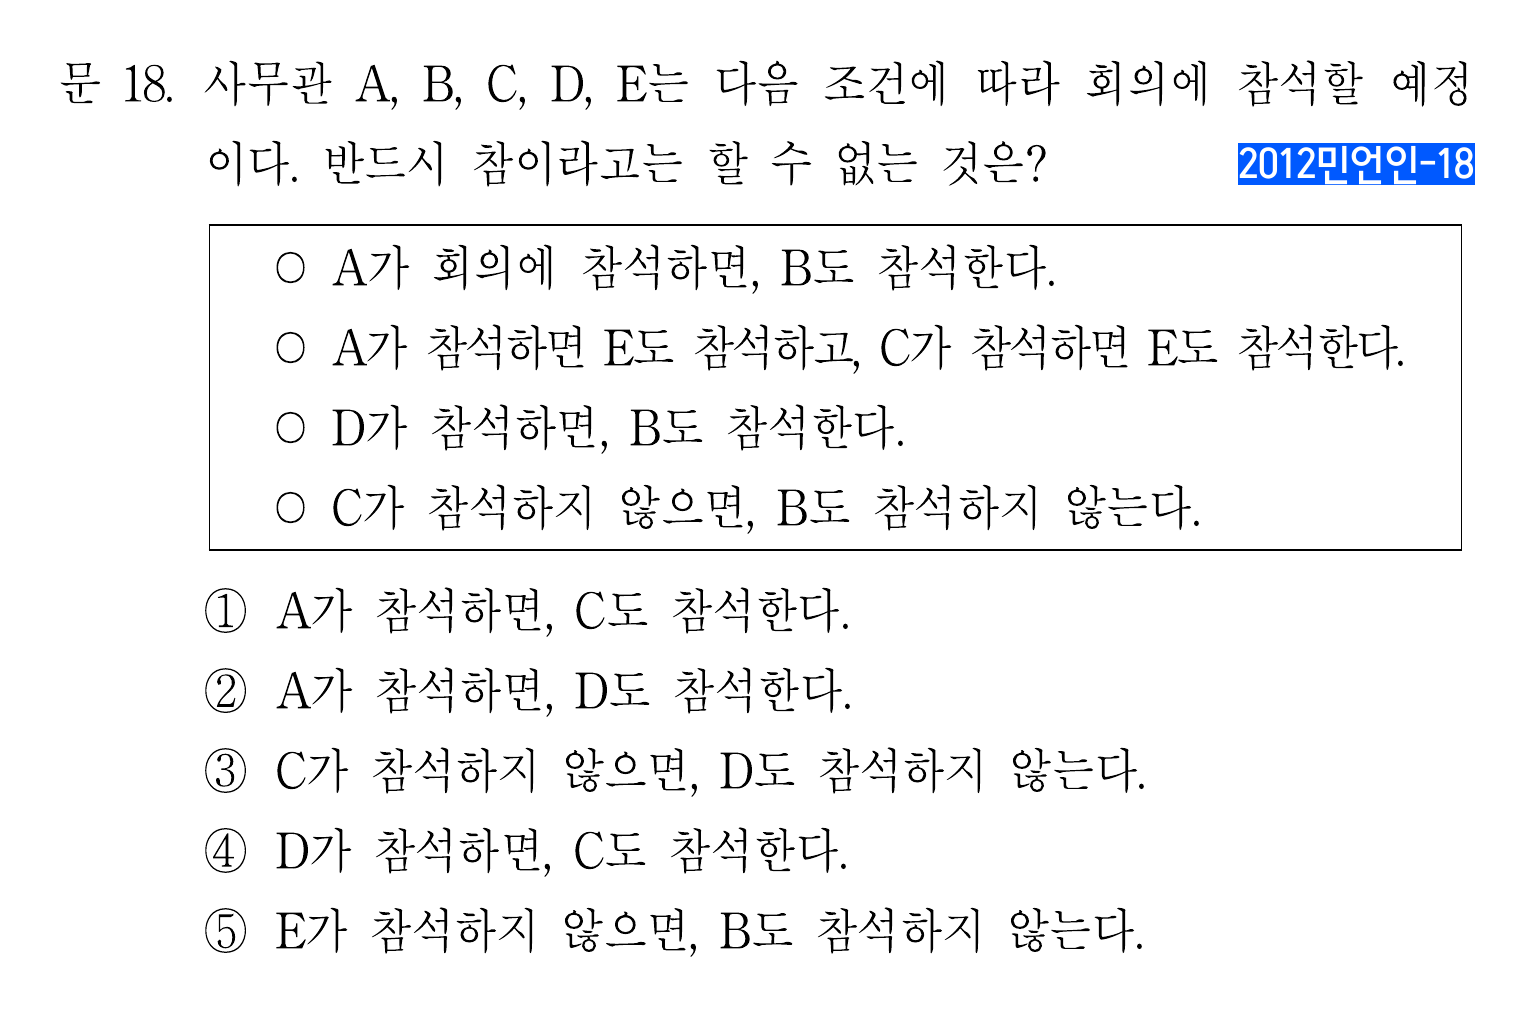 문 18. 사무관 A, B, C, D, E는 다음 조건에 따라 회의에 참석할 예정
이다. 반드시 참이라고는 할 수 없는 것은?
2012민언인-18
○ A가 회의에 참석하면, B도 참석한다.
○ A가 참석하면 E도 참석하고, C가 참석하면 E도 참석한다.
○ D가 참석하면, B도 참석한다.
○ C가 참석하지 않으면, B도 참석하지 않는다.
① A가 참석하면, C도 참석한다.
② A가 참석하면, D도 참석한다.
③ C가 참석하지 않으면, D도 참석하지 않는다.
④ D가 참석하면, C도 참석한다.
⑤ E가 참석하지 않으면, B도 참석하지 않는다.